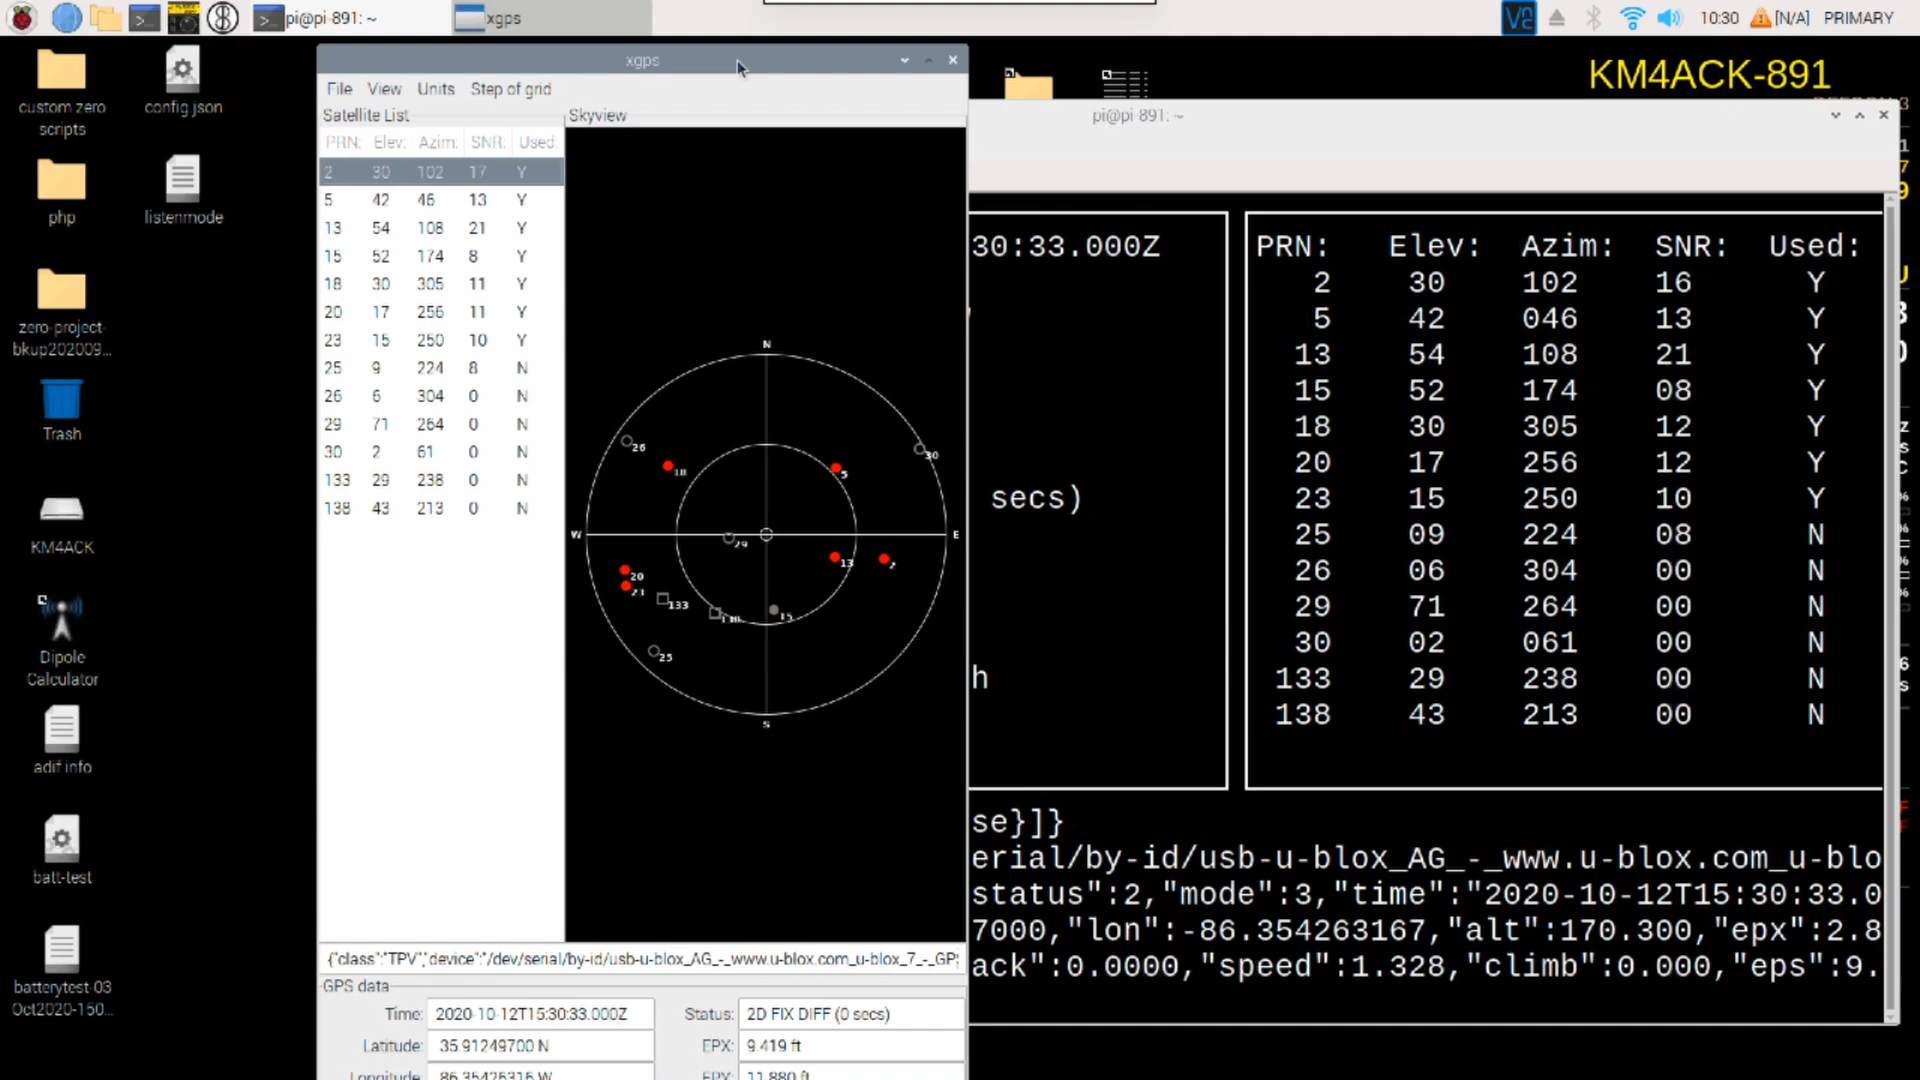 pi@pi-891: ~
xgps
10:30
[N/A]
PRIMARY
custom zero
scripts
config.json
php
listenmode
zero-project-
bkup202009...
Trash
KM4ACK
Dipole
Calculator
adif info
batt-test
batterytest-03
Oct2020-150...
KM4ACK-891
xgps
File View Units Step of grid
Satellite List
Skyview
PRN: Elev: Azim: SNR: Used:
2 30 102 17 Y
5 42 46 13 Y
13 54 108 21 Y
15 52 174 8 Y
18 30 305 11 Y
20 17 256 11 Y
23 15 250 10 Y
25 9 224 8 N
26 6 304 0 N
29 71 264 0 N
30 2 61 0 N
133 29 238 0 N
138 43 213 0 N
N
26
18
5
30
W
29
E
13
2
20
23
133
138
15
25
S
{"class":"TPV","device":"/dev/serial/by-id/usb-u-blox_AG_-_www.u-blox.com_u-blox_7_-_GPS
GPS data
Time: 2020-10-12T15:30:33.000Z Status: 2D FIX DIFF (0 secs)
Latitude: 35.91249700 N EPX: 9.419 ft
Longitude: 86.35426316 W EPY: 11.880 ft
pi@pi-891: ~
30:33.000Z
secs)
h
PRN: Elev: Azim: SNR: Used:
2 30 102 16 Y
5 42 046 13 Y
13 54 108 21 Y
15 52 174 08 Y
18 30 305 12 Y
20 17 256 12 Y
23 15 250 10 Y
25 09 224 08 N
26 06 304 00 N
29 71 264 00 N
30 02 061 00 N
133 29 238 00 N
138 43 213 00 N
se}]}
erial/by-id/usb-u-blox_AG_-_www.u-blox.com_u-blo
status":2,"mode":3,"time":"2020-10-12T15:30:33.0
7000,"lon":-86.354263167,"alt":170.300,"epx":2.8
ack":0.0000,"speed":1.328,"climb":0.000,"eps":9.